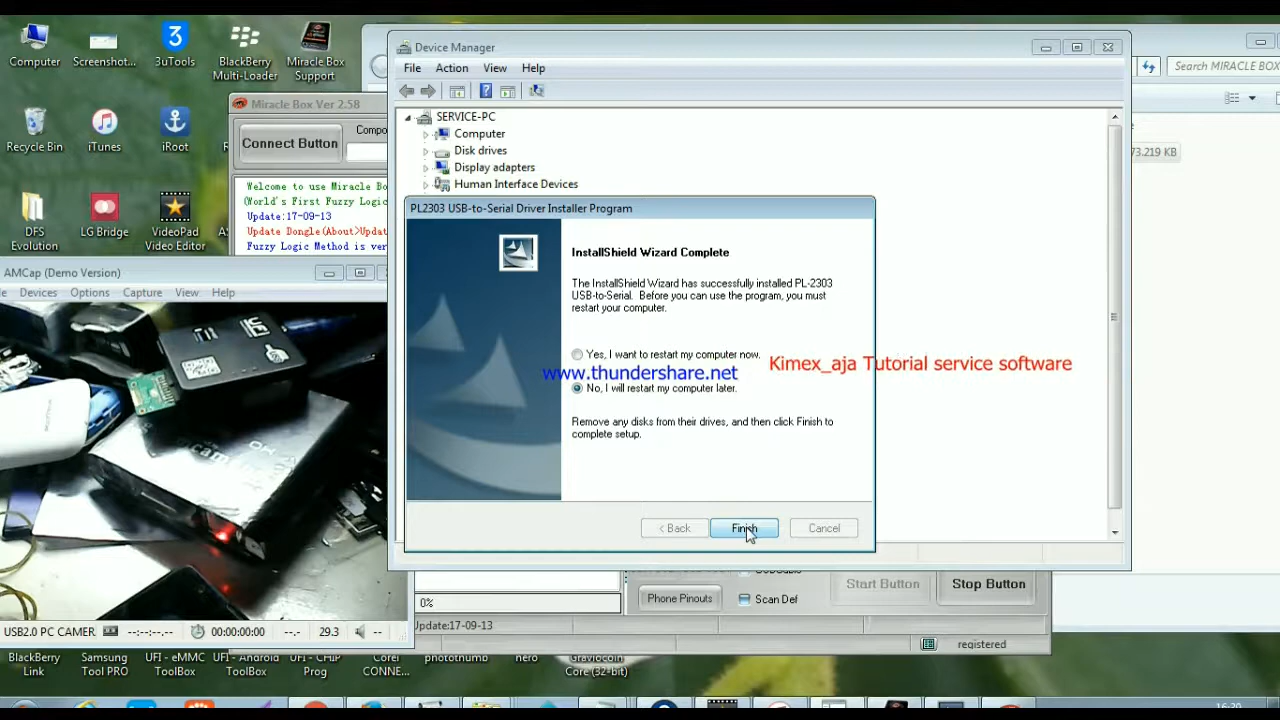 Computer
Screenshot...
3uTools
BlackBerry
Multi-Loader
Miracle Box
Support
Recycle Bin
iTunes
iRoot
DFS
Evolution
LG Bridge
VideoPad
Video Editor
Device Manager
File Action View Help
SERVICE-PC
Computer
Disk drives
Display adapters
Human Interface Devices
Search MIRACLE BOX
73.219 KB
Miracle Box Ver 2.58
Connect Button
Welcome to use Miracle Bo
(World's First Fuzzy Logic
Update:17-09-13
Update Dongle(About>Updat
Fuzzy Logic Method is ver
PL2303 USB-to-Serial Driver Installer Program
InstallShield Wizard Complete
The InstallShield Wizard has successfully installed PL-2303
USB-to-Serial. Before you can use the program, you must
restart your computer.
Yes, I want to restart my computer now.
www.thundershare.net
Kimex_aja Tutorial service software
No, I will restart my computer later.
Remove any disks from their drives, and then click Finish to
complete setup.
< Back
Finish
Cancel
AMCap (Demo Version)
Devices Options Capture View Help
USB2.0 PC CAMER
--:--:--.--
00:00:00:00
--.-
29.3
--
0%
Phone Pinouts
Scan Def
Start Button
Stop Button
Update:17-09-13
registered
BlackBerry
Link
Samsung
Tool PRO
UFI - eMMC
ToolBox
UFI - Android
ToolBox
UFI - CHIP
Prog
Corel
CONNE...
photothumb
nero
Graviocoin
Core (32-bit)
16:20